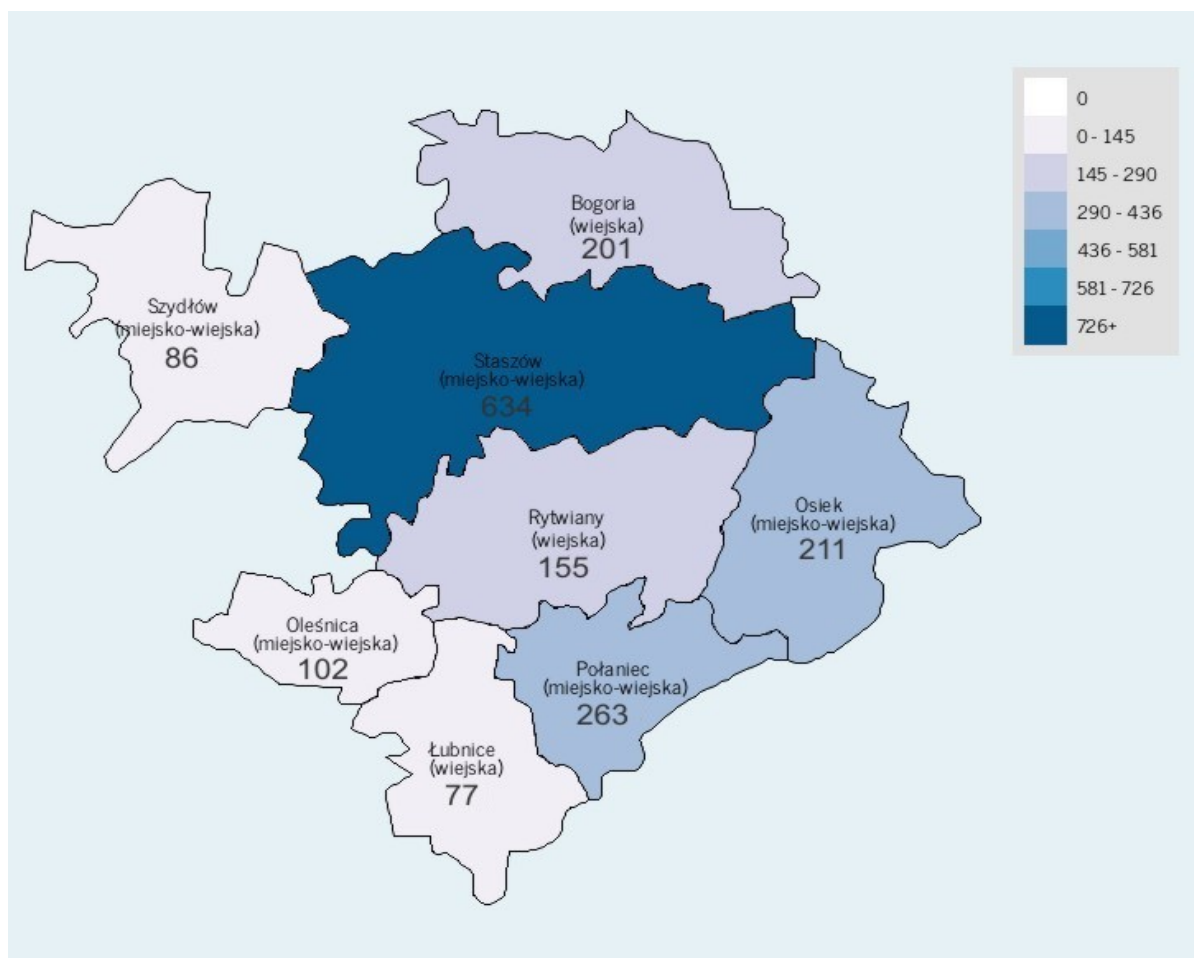 0
0 - 145
145 - 290
290 - 436
436 - 581
581 - 726
726+
Bogoria
(wiejska)
201
Szydłów
(miejsko-wiejska)
86
Staszów
(miejsko-wiejska)
634
Osiek
(miejsko-wiejska)
211
Rytwiany
(wiejska)
155
Oleśnica
(miejsko-wiejska)
102
Połaniec
(miejsko-wiejska)
263
Łubnice
(wiejska)
77